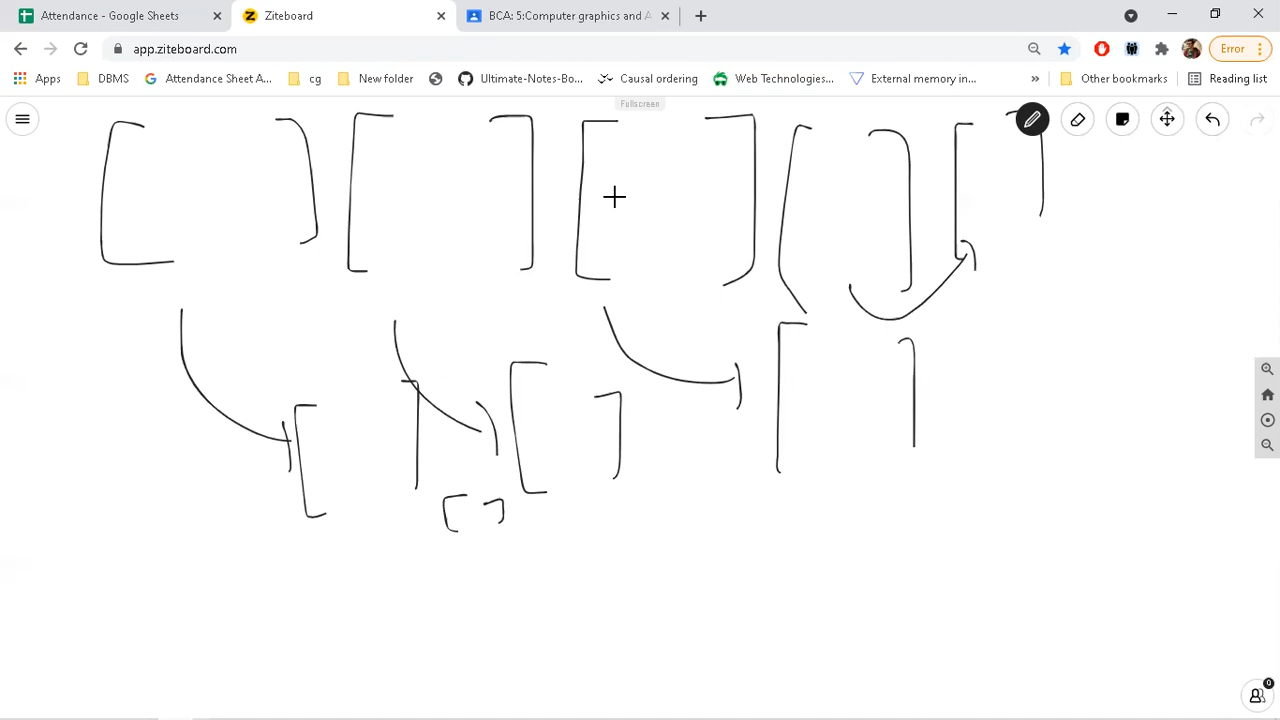 Attendance - Google Sheets
Ziteboard
BCA: 5:Computer graphics and A
app.ziteboard.com
Error
Apps
DBMS
Attendance Sheet A...
cg
New folder
Ultimate-Notes-Bo...
Causal ordering
Web Technologies...
External memory in...
»
Other bookmarks
Reading list
Fullscreen
0